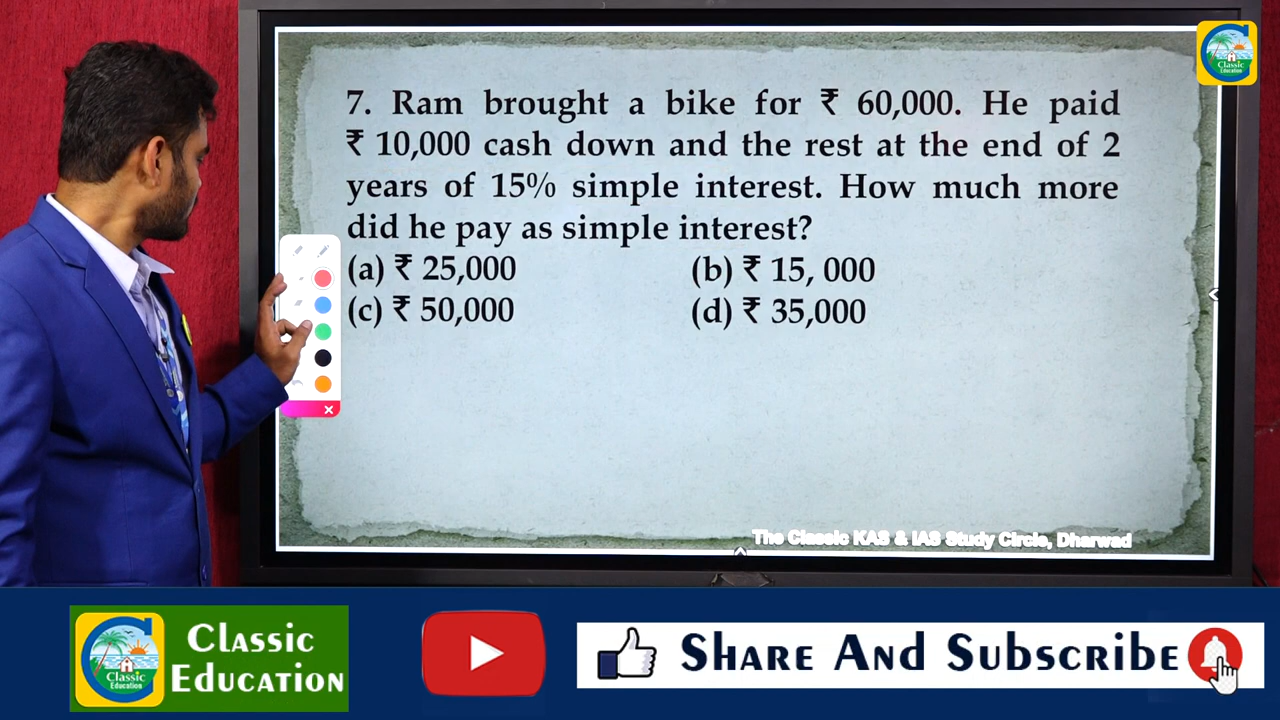 Classic
Education
7. Ram brought a bike for ₹ 60,000. He paid
₹ 10,000 cash down and the rest at the end of 2
years of 15% simple interest. How much more
did he pay as simple interest?
(a) ₹ 25,000 (b) ₹ 15, 000
(c) ₹ 50,000 (d) ₹ 35,000
The Classic KAS & IAS Study Circle, Dharwad
Classic
Education
Classic
Education
Share And Subscribe